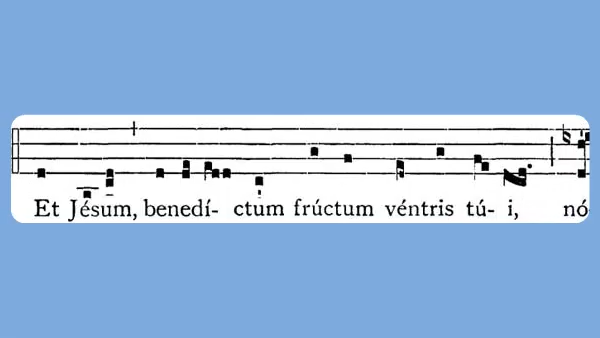 Et Jésum, benedí- ctum frúctum véntris tú- i, nó-